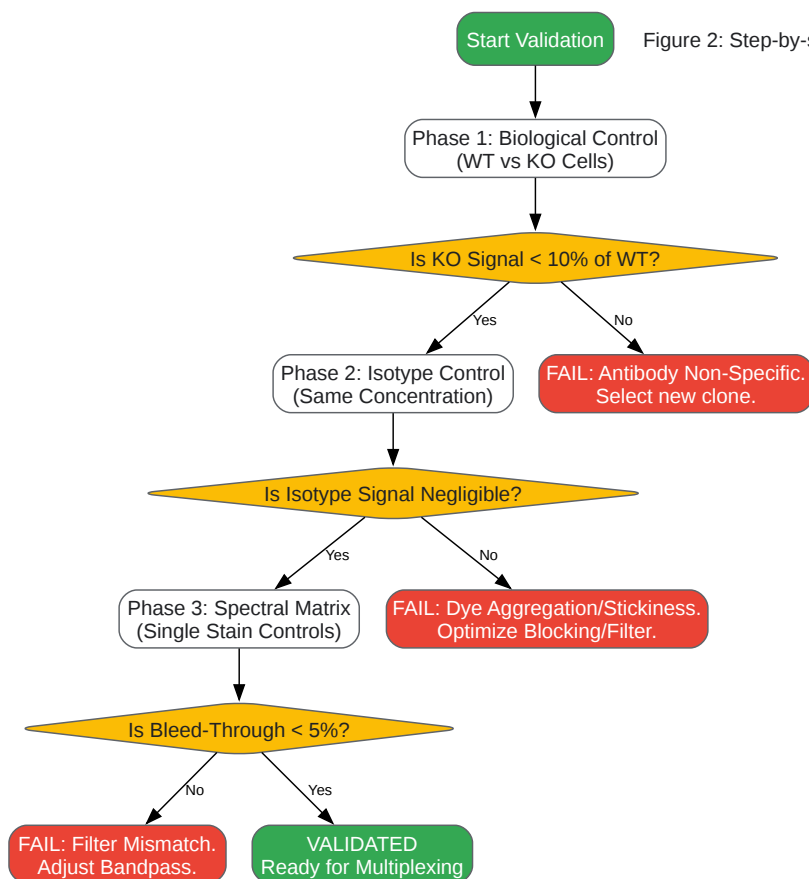 Start Validation
Figure 2: Step-by-s
Phase 1: Biological Control
(WT vs KO Cells)
Is KO Signal < 10% of WT?
Yes
No
Phase 2: Isotype Control
(Same Concentration)
FAIL: Antibody Non-Specific.
Select new clone.
Is Isotype Signal Negligible?
Yes
No
Phase 3: Spectral Matrix
(Single Stain Controls)
FAIL: Dye Aggregation/Stickiness.
Optimize Blocking/Filter.
Is Bleed-Through < 5%?
No
Yes
FAIL: Filter Mismatch.
Adjust Bandpass.
VALIDATED
Ready for Multiplexing